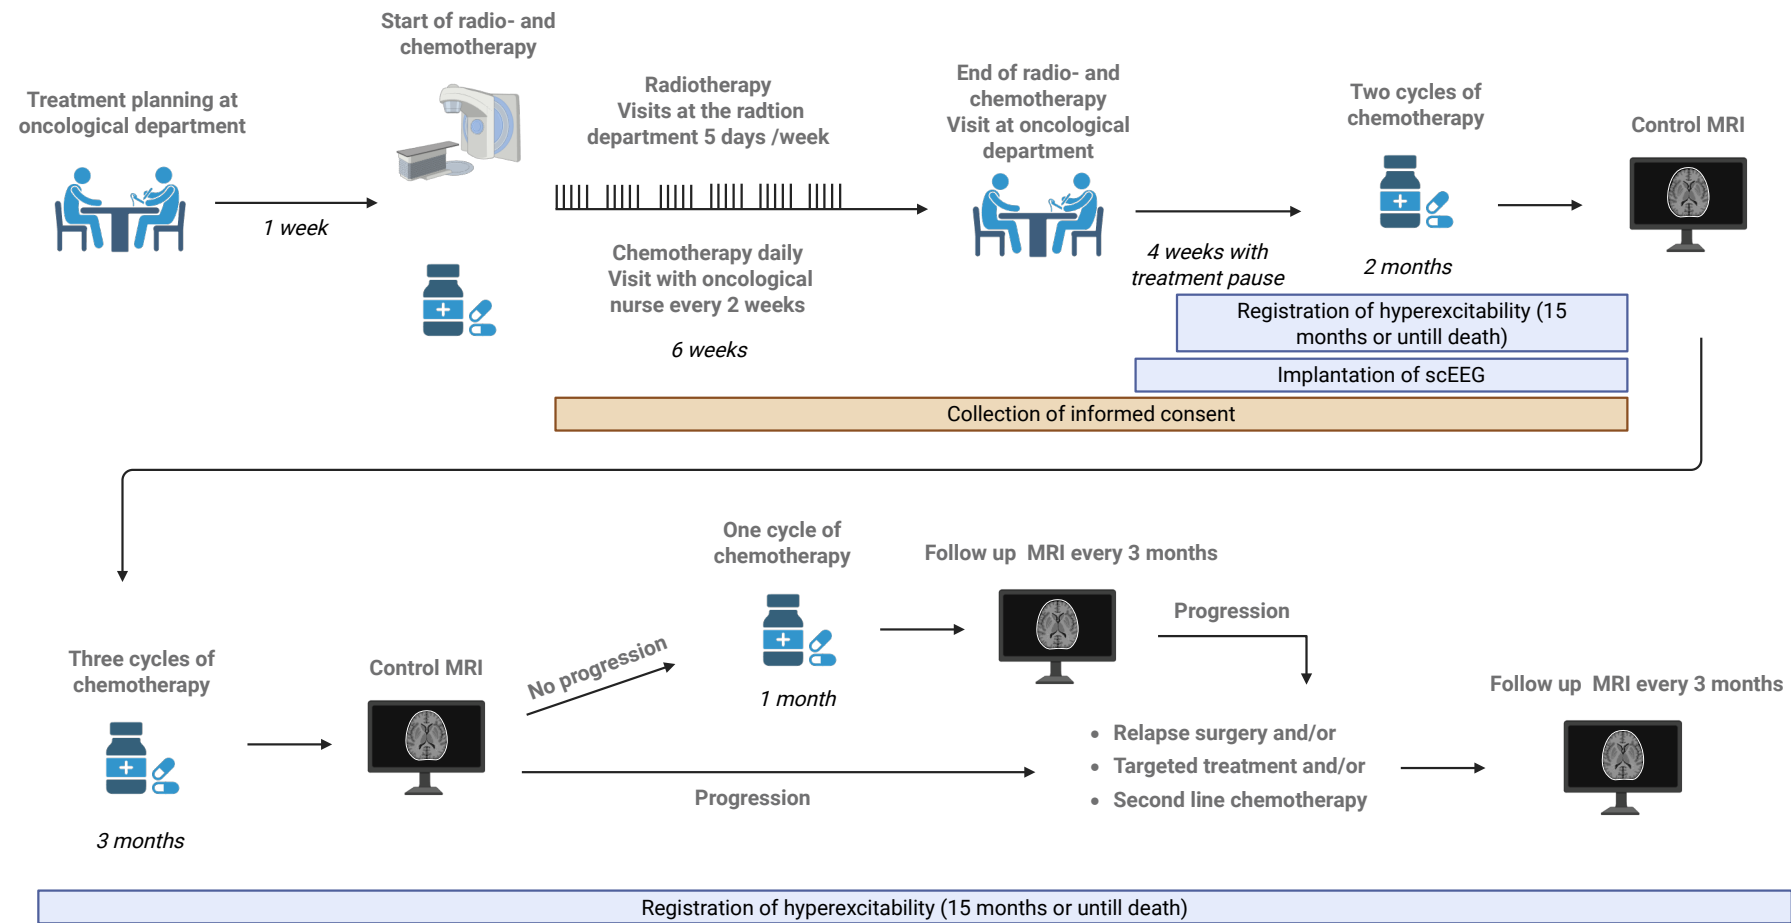 Start of radio- and
chemotherapy
Treatment planning at
oncological department
1 week
Radiotherapy
Visits at the radtion
department 5 days /week
Chemotherapy daily
Visit with oncological
nurse every 2 weeks
6 weeks
End of radio- and
chemotherapy
Visit at oncological
department
4 weeks with
treatment pause
Two cycles of
chemotherapy
2 months
Control MRI
Registration of hyperexcitability (15
months or untill death)
Implantation of scEEG
Collection of informed consent
Three cycles of
chemotherapy
3 months
Control MRI
No progression
Progression
One cycle of
chemotherapy
1 month
Follow up  MRI every 3 months
Progression
• Relapse surgery and/or
• Targeted treatment and/or
• Second line chemotherapy
Follow up  MRI every 3 months
Registration of hyperexcitability (15 months or untill death)